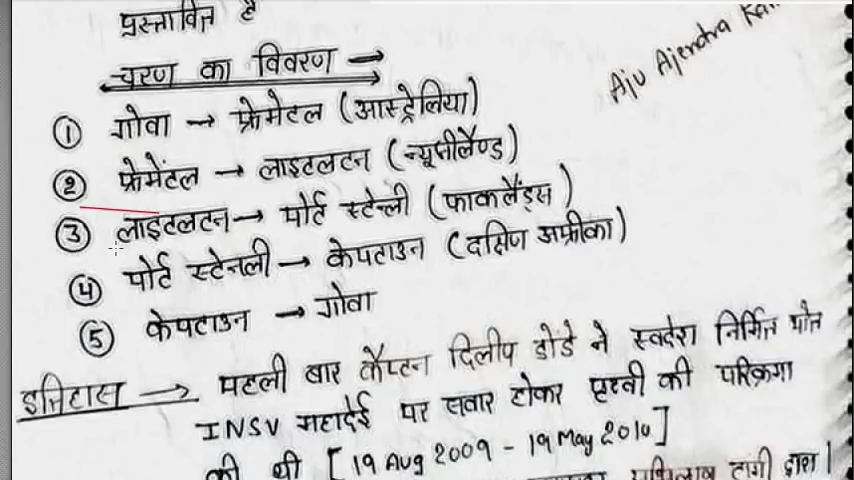 प्रस्तावित है
Aju Ajendra
चरण का विवरण →
① गोवा → फ्रेमेंटल (आस्ट्रेलिया)
② फ्रेमेंटल → लाइटलटन (न्यूजीलैण्ड)
③ लाइटलटन → पोर्ट स्टेन्ली (फाकलैंड्स)
④ पोर्ट स्टेनली → केपटाउन (दक्षिण अफ्रीका)
⑤ केपटाउन → गोवा
इतिहास → पहली बार कैप्टन दिलीप डोंडे ने स्वदेश निर्मित पोत
INSV महादेई पर सवार होकर पृथ्वी की परिक्रमा
की थी [19 Aug 2009 - 19 May 2010]
अभिलाष टामी द्वारा